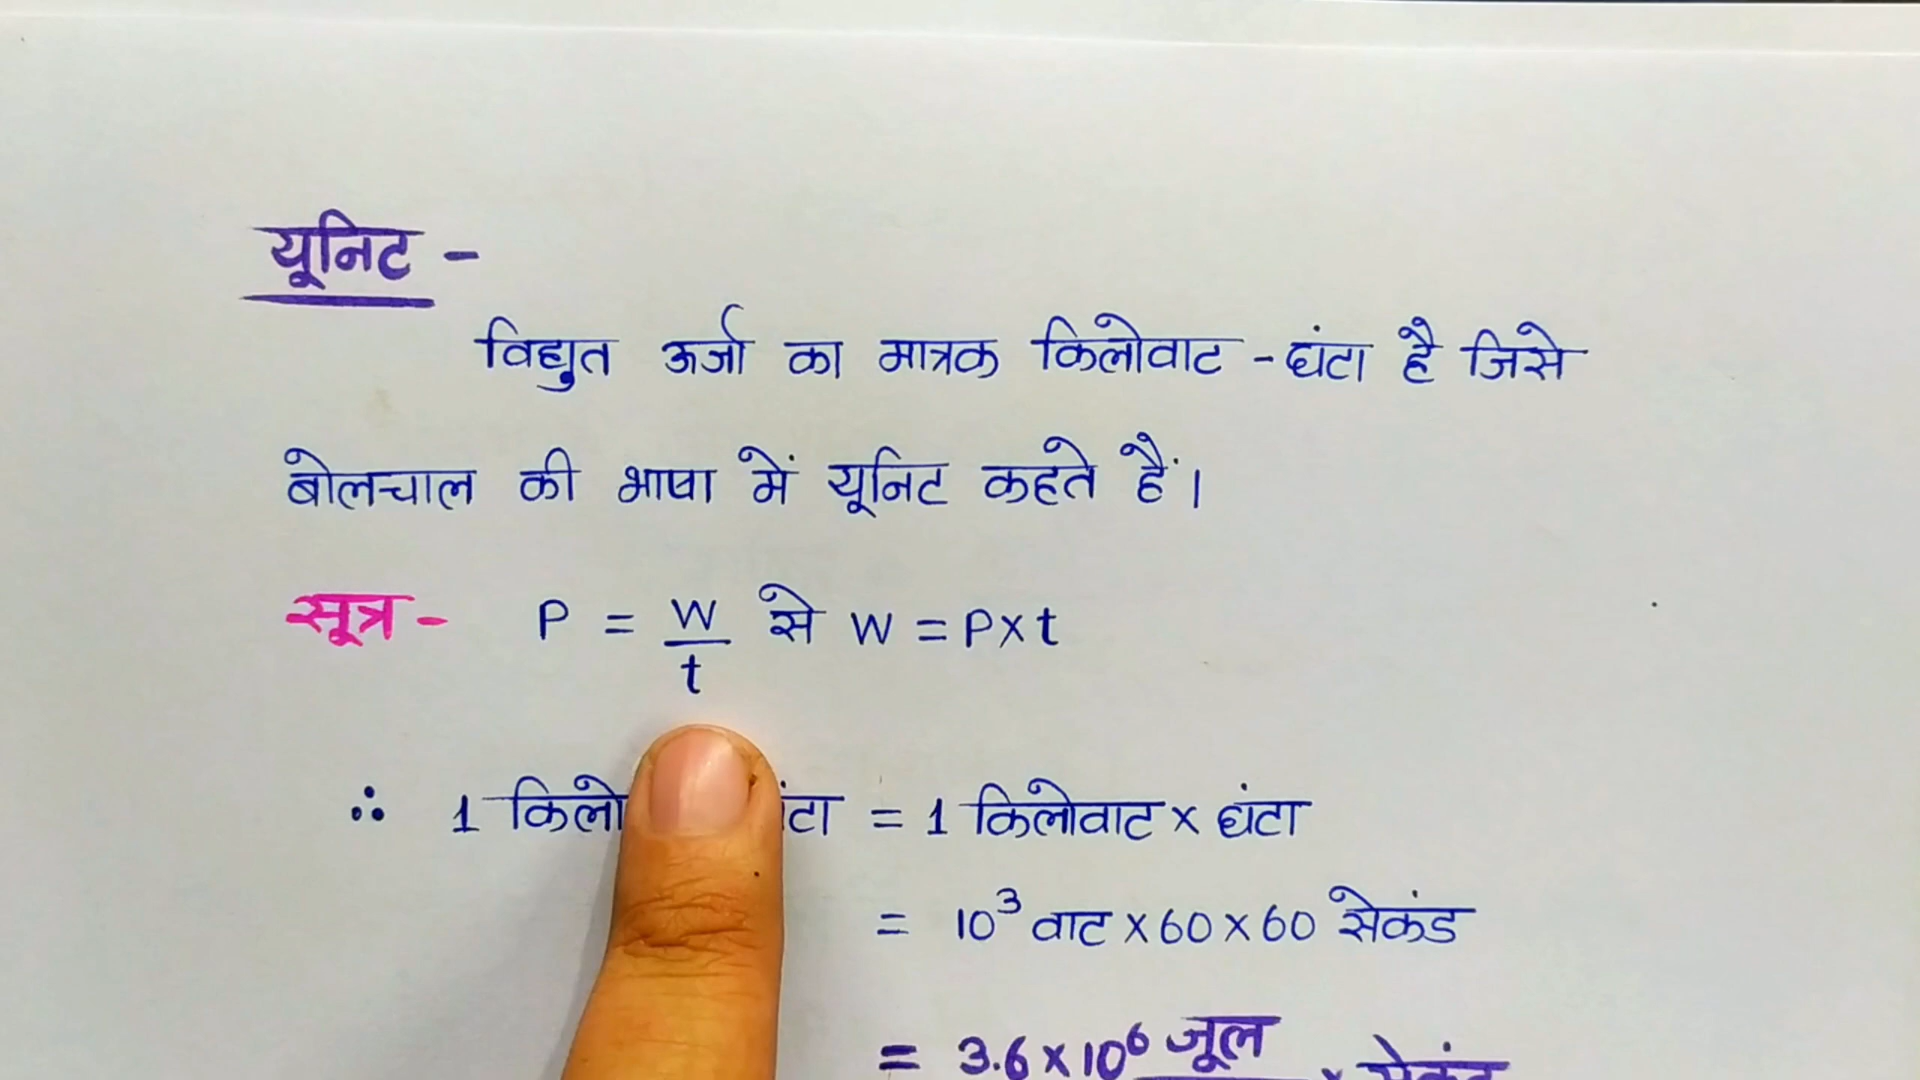 यूनिट -
विद्युत ऊर्जा का मात्रक किलोवाट - घंटा है जिसे
बोलचाल की भाषा में यूनिट कहते हैं।
सूत्र - P = W/t से W = P×t
∴ 1 = 1 किलोवाट × घंटा
= 10³ वाट × 60 × 60 सेकंड
= 3.6 × 10⁶ जूल ×